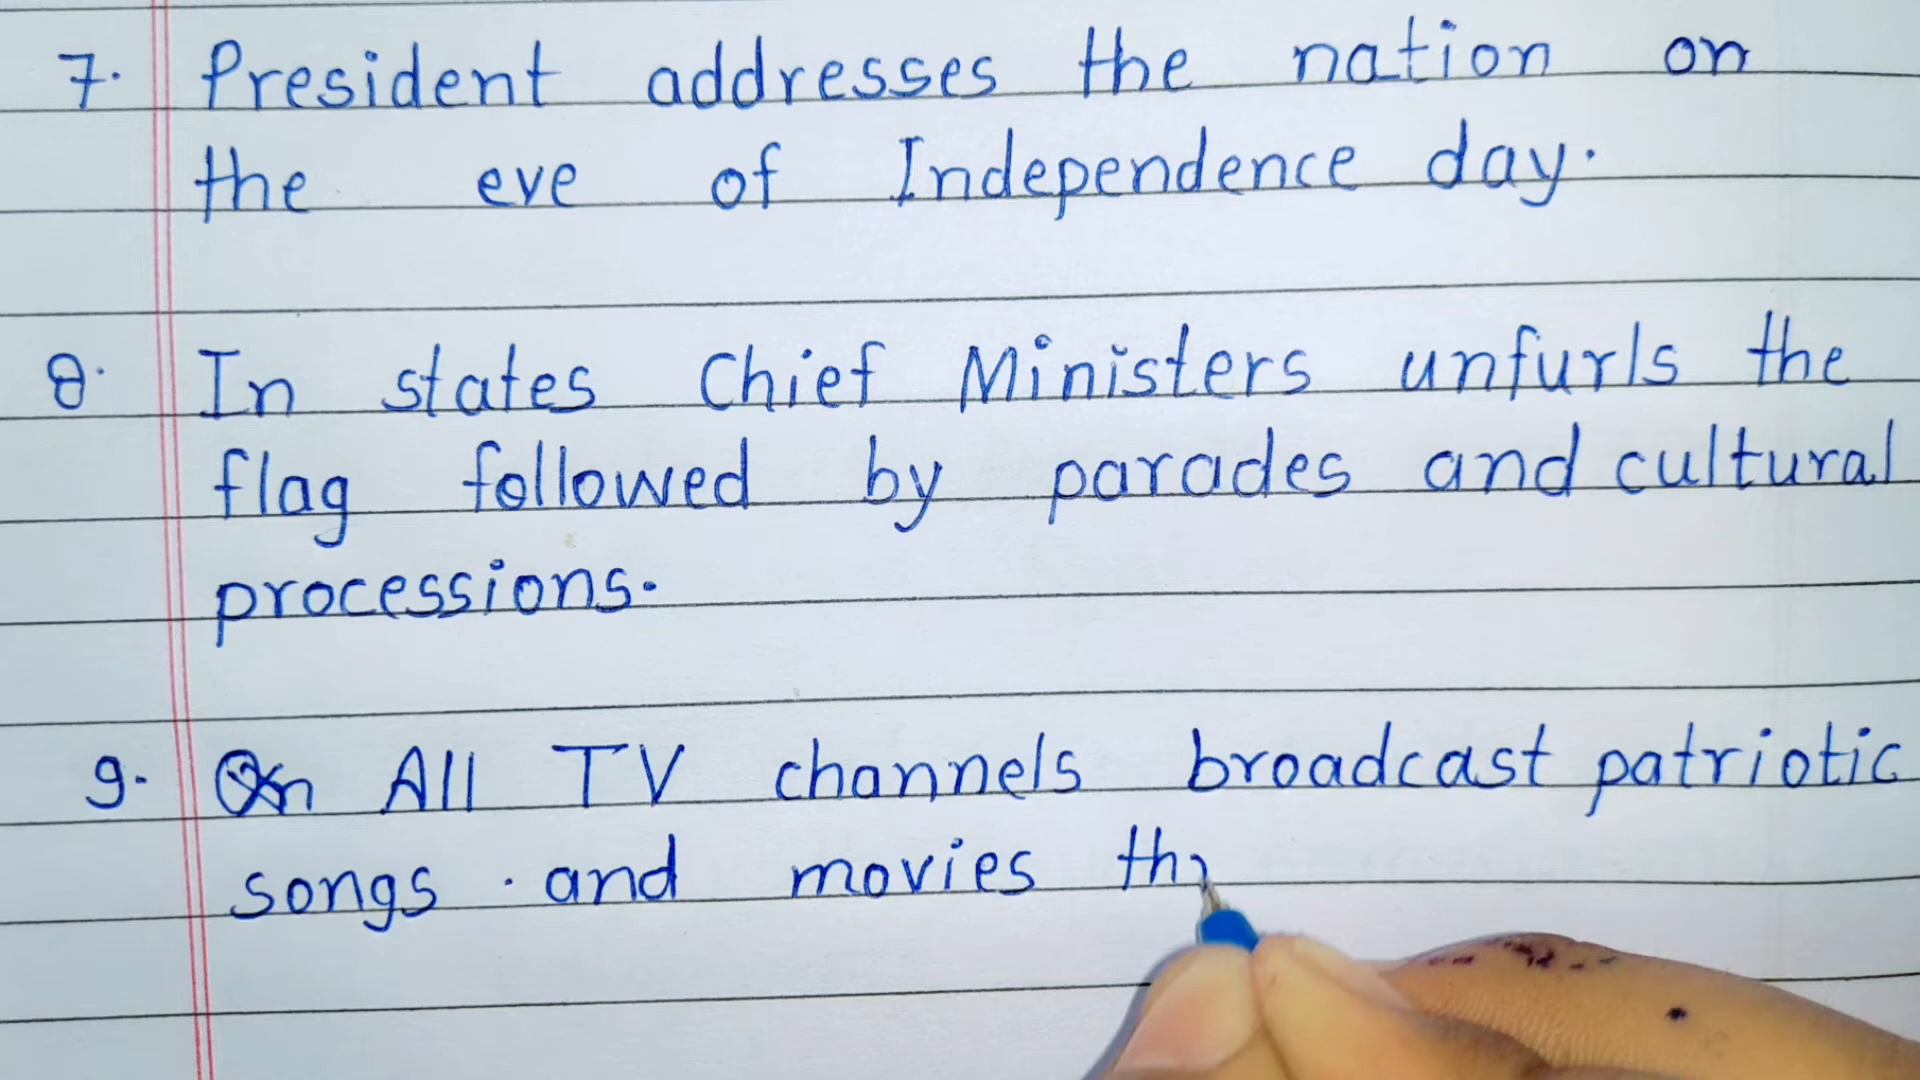 7. President addresses the nation on
the eve of Independence day.
8. In states Chief Ministers unfurls the
flag followed by parades and cultural
processions.
9. All TV channels broadcast patriotic
songs . and movies